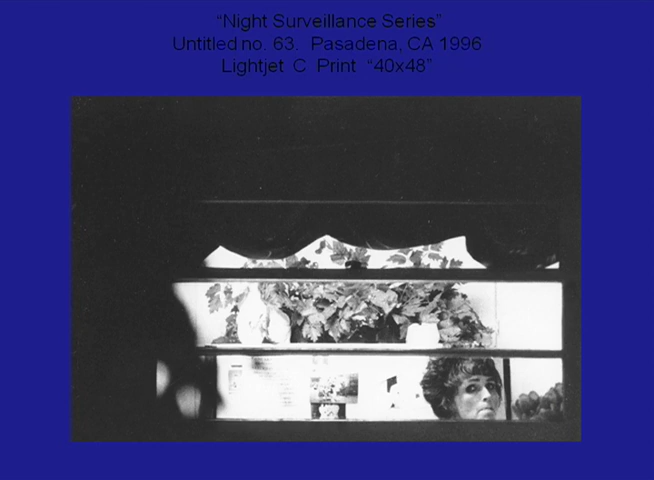 “Night Surveillance Series”
Untitled no. 63.  Pasadena, CA 1996
Lightjet  C  Print  “40x48”